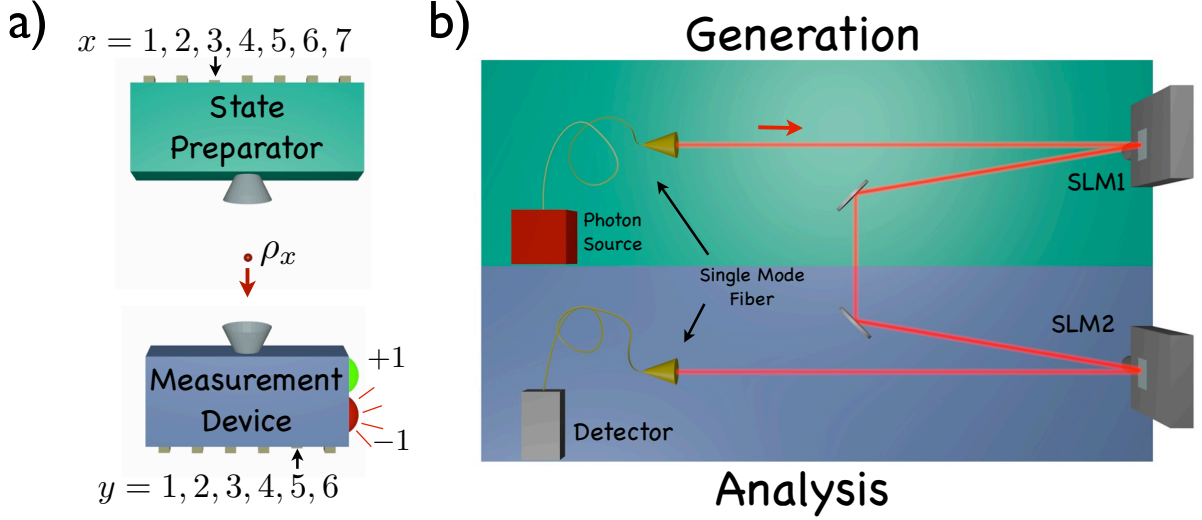 a)
x = 1, 2, 3, 4, 5, 6, 7
State
Preparator
ρx
+1
Measurement
Device
−1
y = 1, 2, 3, 4, 5, 6
b)
Generation
SLM1
Photon
Source
Single Mode
Fiber
SLM2
Detector
Analysis